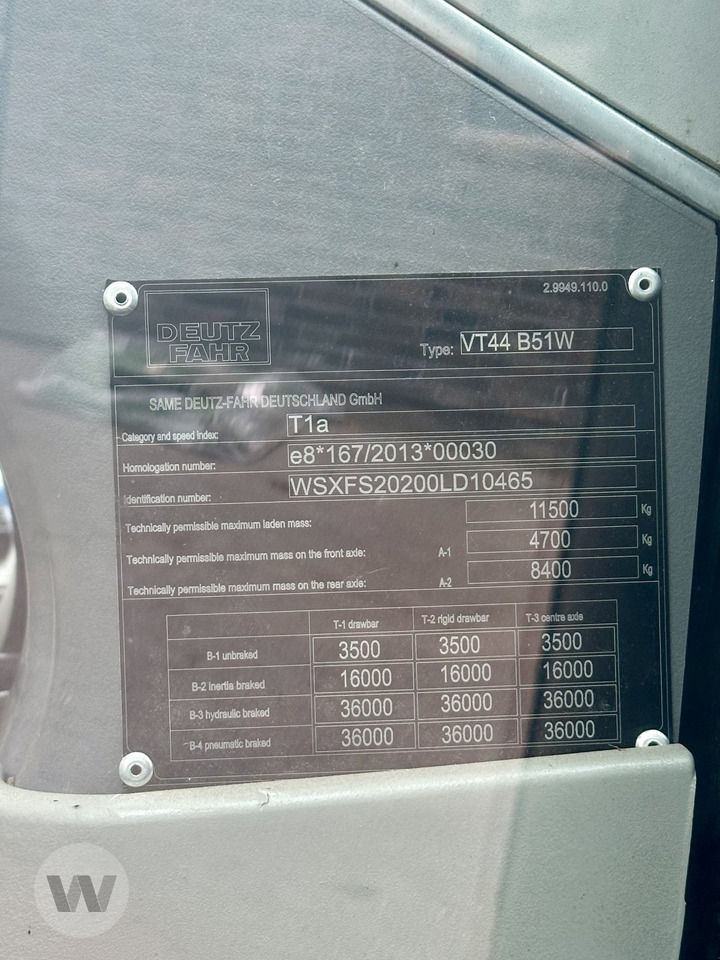 2.9949.110.0
DEUTZ
FAHR
Type: VT44 B51W
SAME DEUTZ-FAHR DEUTSCHLAND GmbH
Category and speed index: T1a
Homologation number: e8*167/2013*00030
Identification number: WSXFS20200LD10465
Technically permissible maximum laden mass: 11500 Kg
Technically permissible maximum mass on the front axle: A-1 4700 Kg
Technically permissible maximum mass on the rear axle: A-2 8400 Kg
T-1 drawbar T-2 rigid drawbar T-3 centre axle
B-1 unbraked 3500 3500 3500
B-2 inertia braked 16000 16000 16000
B-3 hydraulic braked 36000 36000 36000
B-4 pneumatic braked 36000 36000 36000
W